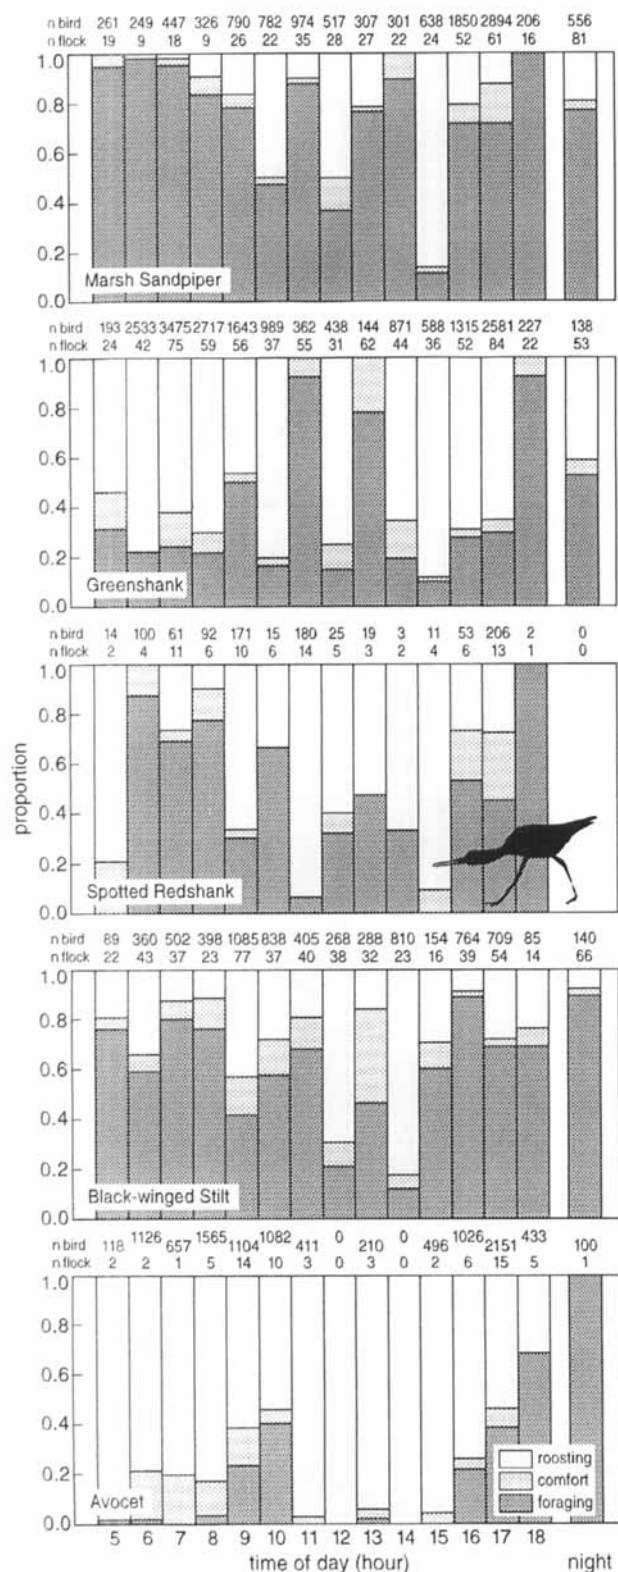 n bird 261 249 447 326 790 782 974 517 307 301 638 1850 2894 206 556
n flock 19 9 18 9 26 22 35 28 27 22 24 52 61 16 81
1.0
0.8
0.6
0.4
0.2
0.0
Marsh Sandpiper
n bird 193 2533 3475 2717 1643 989 362 438 144 871 588 1315 2581 227 138
n flock 24 42 75 59 56 37 55 31 62 44 36 52 84 22 53
1.0
0.8
0.6
0.4
0.2
0.0
Greenshank
n bird 14 100 61 92 171 15 180 25 19 3 11 53 206 2 0
n flock 2 4 11 6 10 6 14 5 3 2 4 6 13 1 0
1.0
0.8
0.6
0.4
0.2
0.0
proportion
Spotted Redshank
n bird 89 360 502 398 1085 838 405 268 288 810 154 764 709 85 140
n flock 22 43 37 23 77 37 40 38 32 23 16 39 54 14 66
1.0
0.8
0.6
0.4
0.2
0.0
Black-winged Stilt
n bird 118 1126 657 1565 1104 1082 411 0 210 0 496 1026 2151 433 100
n flock 2 2 1 5 14 10 3 0 3 0 2 6 15 5 1
1.0
0.8
0.6
0.4
0.2
0.0
Avocet
roosting
comfort
foraging
5 6 7 8 9 10 11 12 13 14 15 16 17 18
time of day (hour) night